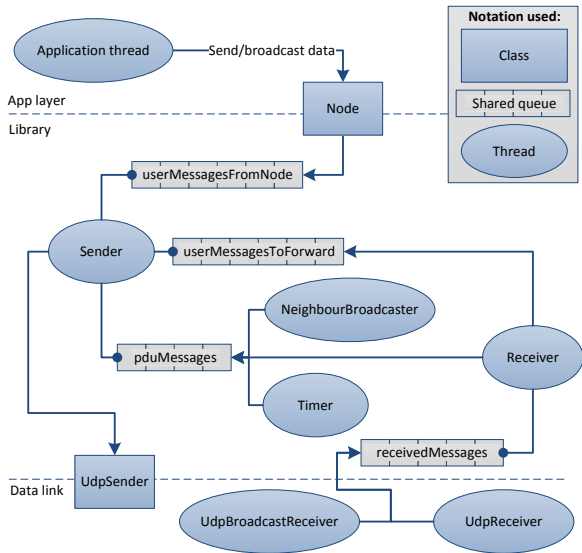 Notation used:
Class
Shared queue
Thread
Application thread
Send/broadcast data
App layer
Library
Node
userMessagesFromNode
Sender
userMessagesToForward
NeighbourBroadcaster
pduMessages
Receiver
Timer
receivedMessages
UdpSender
Data link
UdpBroadcastReceiver
UdpReceiver